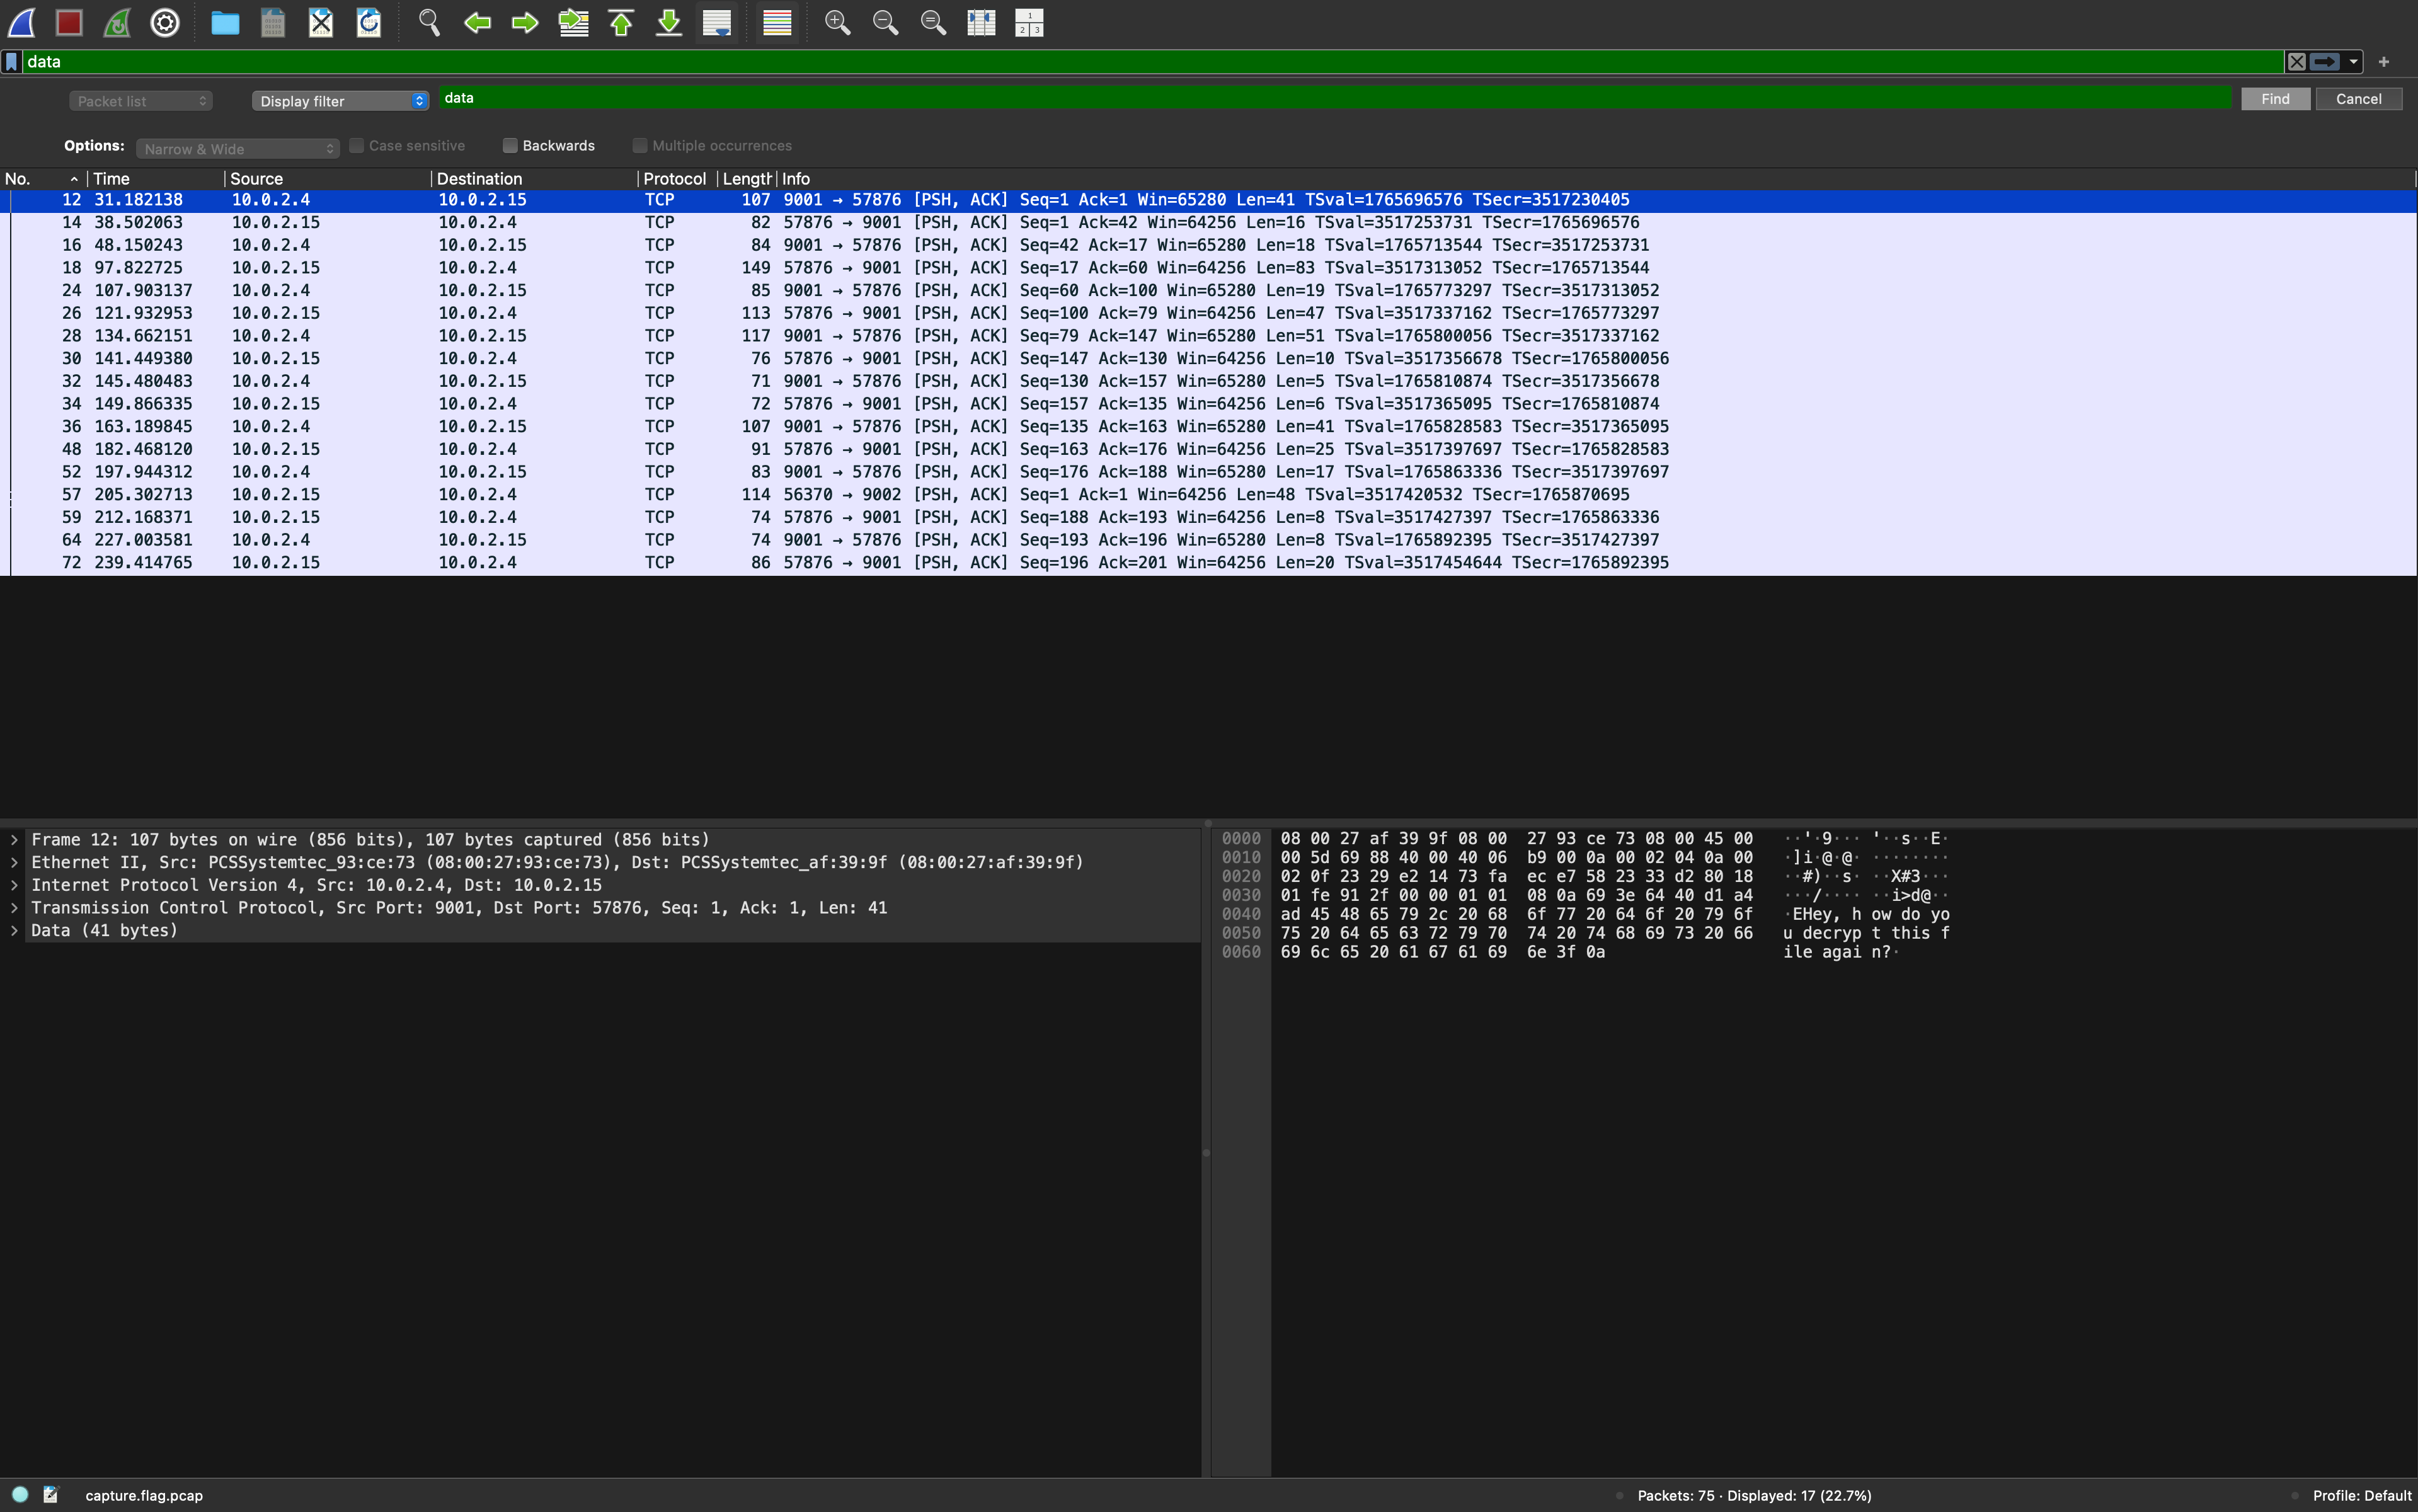 data
Packet list Display filter data Find Cancel
Options: Narrow & Wide Case sensitive Backwards Multiple occurrences
No. Time Source Destination Protocol Length Info
12 31.182138 10.0.2.4 10.0.2.15 TCP 107 9001 → 57876 [PSH, ACK] Seq=1 Ack=1 Win=65280 Len=41 TSval=1765696576 TSecr=3517230405
14 38.502063 10.0.2.15 10.0.2.4 TCP 82 57876 → 9001 [PSH, ACK] Seq=1 Ack=42 Win=64256 Len=16 TSval=3517253731 TSecr=1765696576
16 48.150243 10.0.2.4 10.0.2.15 TCP 84 9001 → 57876 [PSH, ACK] Seq=42 Ack=17 Win=65280 Len=18 TSval=1765713544 TSecr=3517253731
18 97.822725 10.0.2.15 10.0.2.4 TCP 149 57876 → 9001 [PSH, ACK] Seq=17 Ack=60 Win=64256 Len=83 TSval=3517313052 TSecr=1765713544
24 107.903137 10.0.2.4 10.0.2.15 TCP 85 9001 → 57876 [PSH, ACK] Seq=60 Ack=100 Win=65280 Len=19 TSval=1765773297 TSecr=3517313052
26 121.932953 10.0.2.15 10.0.2.4 TCP 113 57876 → 9001 [PSH, ACK] Seq=100 Ack=79 Win=64256 Len=47 TSval=3517337162 TSecr=1765773297
28 134.662151 10.0.2.4 10.0.2.15 TCP 117 9001 → 57876 [PSH, ACK] Seq=79 Ack=147 Win=65280 Len=51 TSval=1765800056 TSecr=3517337162
30 141.449380 10.0.2.15 10.0.2.4 TCP 76 57876 → 9001 [PSH, ACK] Seq=147 Ack=130 Win=64256 Len=10 TSval=3517356678 TSecr=1765800056
32 145.480483 10.0.2.4 10.0.2.15 TCP 71 9001 → 57876 [PSH, ACK] Seq=130 Ack=157 Win=65280 Len=5 TSval=1765810874 TSecr=3517356678
34 149.866335 10.0.2.15 10.0.2.4 TCP 72 57876 → 9001 [PSH, ACK] Seq=157 Ack=135 Win=64256 Len=6 TSval=3517365095 TSecr=1765810874
36 163.189845 10.0.2.4 10.0.2.15 TCP 107 9001 → 57876 [PSH, ACK] Seq=135 Ack=163 Win=65280 Len=41 TSval=1765828583 TSecr=3517365095
48 182.468120 10.0.2.15 10.0.2.4 TCP 91 57876 → 9001 [PSH, ACK] Seq=163 Ack=176 Win=64256 Len=25 TSval=3517397697 TSecr=1765828583
52 197.944312 10.0.2.4 10.0.2.15 TCP 83 9001 → 57876 [PSH, ACK] Seq=176 Ack=188 Win=65280 Len=17 TSval=1765863336 TSecr=3517397697
57 205.302713 10.0.2.15 10.0.2.4 TCP 114 56370 → 9002 [PSH, ACK] Seq=1 Ack=1 Win=64256 Len=48 TSval=3517420532 TSecr=1765870695
59 212.168371 10.0.2.15 10.0.2.4 TCP 74 57876 → 9001 [PSH, ACK] Seq=188 Ack=193 Win=64256 Len=8 TSval=3517427397 TSecr=1765863336
64 227.003581 10.0.2.4 10.0.2.15 TCP 74 9001 → 57876 [PSH, ACK] Seq=193 Ack=196 Win=65280 Len=8 TSval=1765892395 TSecr=3517427397
72 239.414765 10.0.2.15 10.0.2.4 TCP 86 57876 → 9001 [PSH, ACK] Seq=196 Ack=201 Win=64256 Len=20 TSval=3517454644 TSecr=1765892395
Frame 12: 107 bytes on wire (856 bits), 107 bytes captured (856 bits)
Ethernet II, Src: PCSSystemtec_93:ce:73 (08:00:27:93:ce:73), Dst: PCSSystemtec_af:39:9f (08:00:27:af:39:9f)
Internet Protocol Version 4, Src: 10.0.2.4, Dst: 10.0.2.15
Transmission Control Protocol, Src Port: 9001, Dst Port: 57876, Seq: 1, Ack: 1, Len: 41
Data (41 bytes)
0000 08 00 27 af 39 9f 08 00 27 93 ce 73 08 00 45 00 ··'·9··· '··s··E·
0010 00 5d 69 88 40 00 40 06 b9 00 0a 00 02 04 0a 00 ·]i·@·@· ········
0020 02 0f 23 29 e2 14 73 fa ec e7 58 23 33 d2 80 18 ··#)··s· ··X#3···
0030 01 fe 91 2f 00 00 01 01 08 0a 69 3e 64 40 d1 a4 ···/···· ··i>d@··
0040 ad 45 48 65 79 2c 20 68 6f 77 20 64 6f 20 79 6f ·EHey, h ow do yo
0050 75 20 64 65 63 72 79 70 74 20 74 68 69 73 20 66 u decryp t this f
0060 69 6c 65 20 61 67 61 69 6e 3f 0a ile agai n?·
capture.flag.pcap Packets: 75 · Displayed: 17 (22.7%) Profile: Default